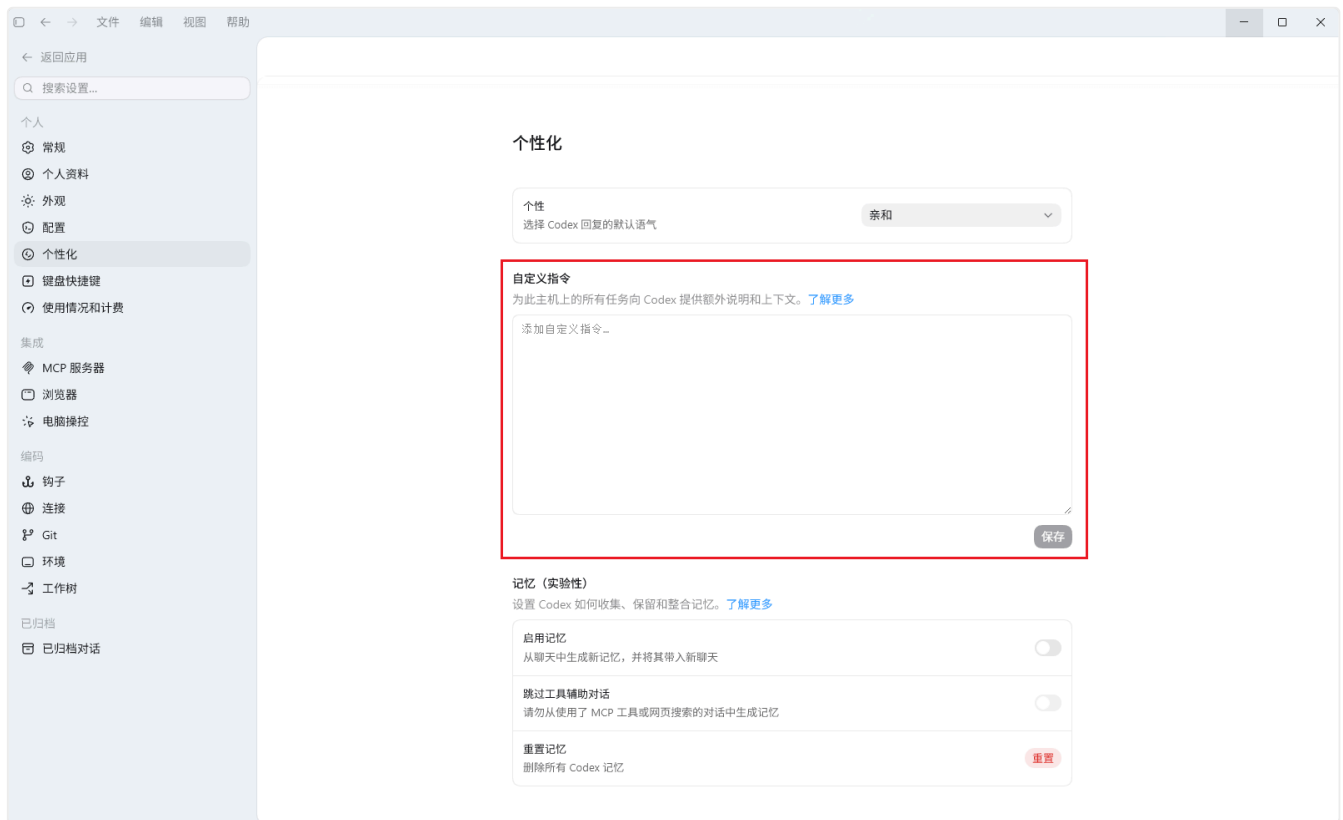 文件 编辑 视图 帮助
返回应用
搜索设置...
个人
常规
个人资料
外观
配置
个性化
键盘快捷键
使用情况和计费
集成
MCP 服务器
浏览器
电脑操控
编码
钩子
连接
Git
环境
工作树
已归档
已归档对话
个性化
个性
选择 Codex 回复的默认语气
亲和
自定义指令
为此主机上的所有任务向 Codex 提供额外说明和上下文。了解更多
添加自定义指令...
保存
记忆（实验性）
设置 Codex 如何收集、保留和整合记忆。了解更多
启用记忆
从聊天中生成新记忆，并将其带入新聊天
跳过工具辅助对话
请勿从使用了 MCP 工具或网页搜索的对话中生成记忆
重置记忆
删除所有 Codex 记忆
重置